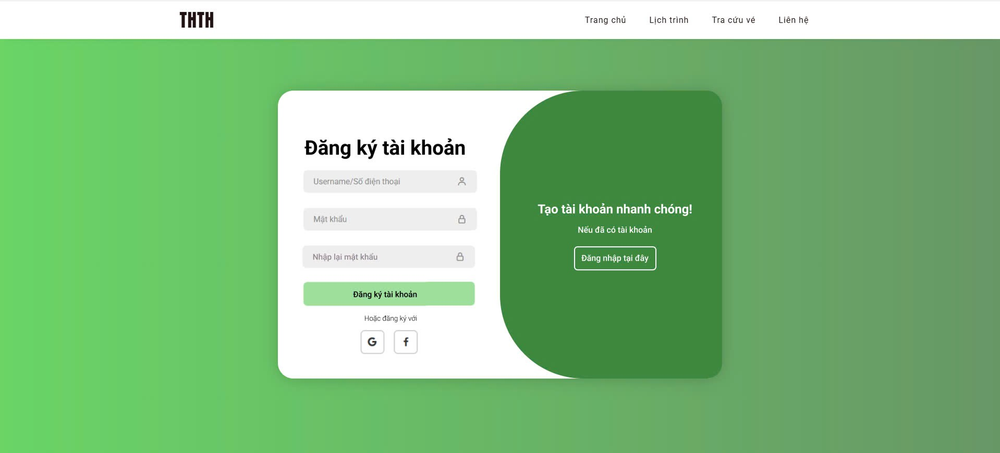 THTH
Trang chủ Lịch trình Tra cứu vé Liên hệ
Đăng ký tài khoản
Username/Số điện thoại
Mật khẩu
Nhập lại mật khẩu
Đăng ký tài khoản
Hoặc đăng ký với
G f
Tạo tài khoản nhanh chóng!
Nếu đã có tài khoản
Đăng nhập tại đây